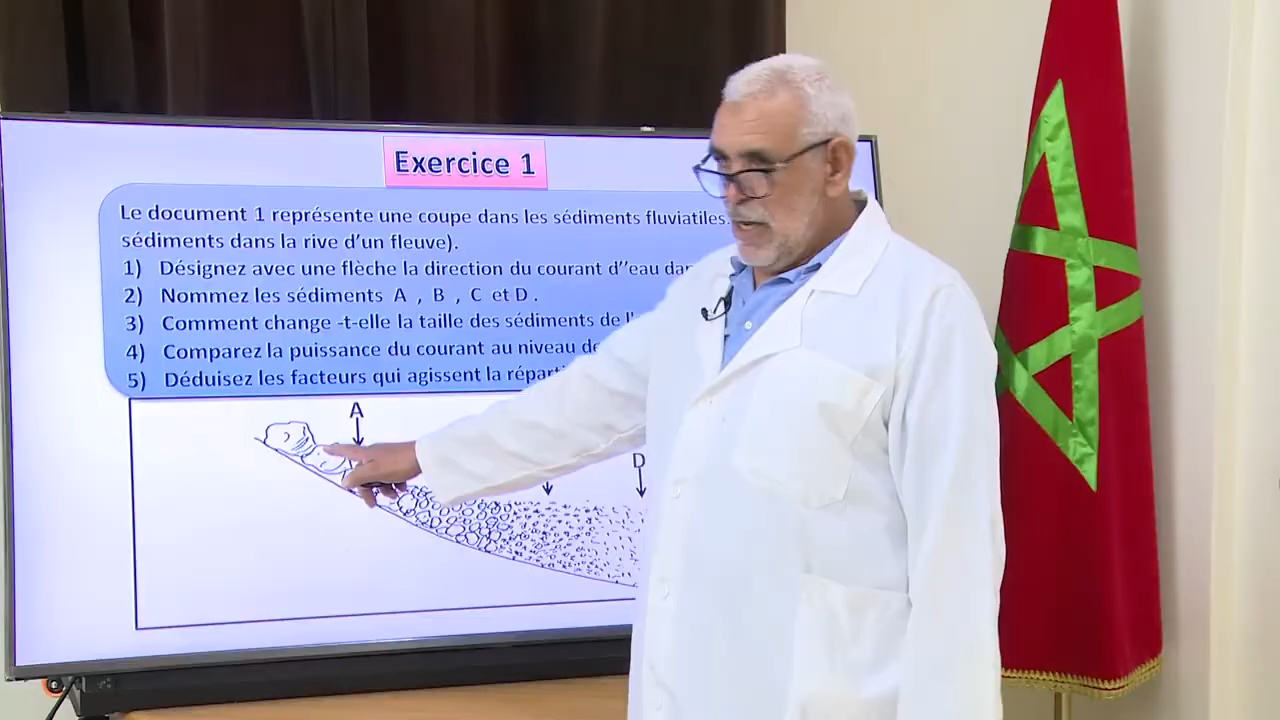 Exercice 1
Le document 1 représente une coupe dans les sédiments fluviatiles.
sédiments dans la rive d'un fleuve).
1) Désignez avec une flèche la direction du courant d''eau
2) Nommez les sédiments A , B , C et D .
3) Comment change -t-elle la taille des sédiments de
4) Comparez la puissance du courant au niveau
5) Déduisez les facteurs qui agissent la
A
D